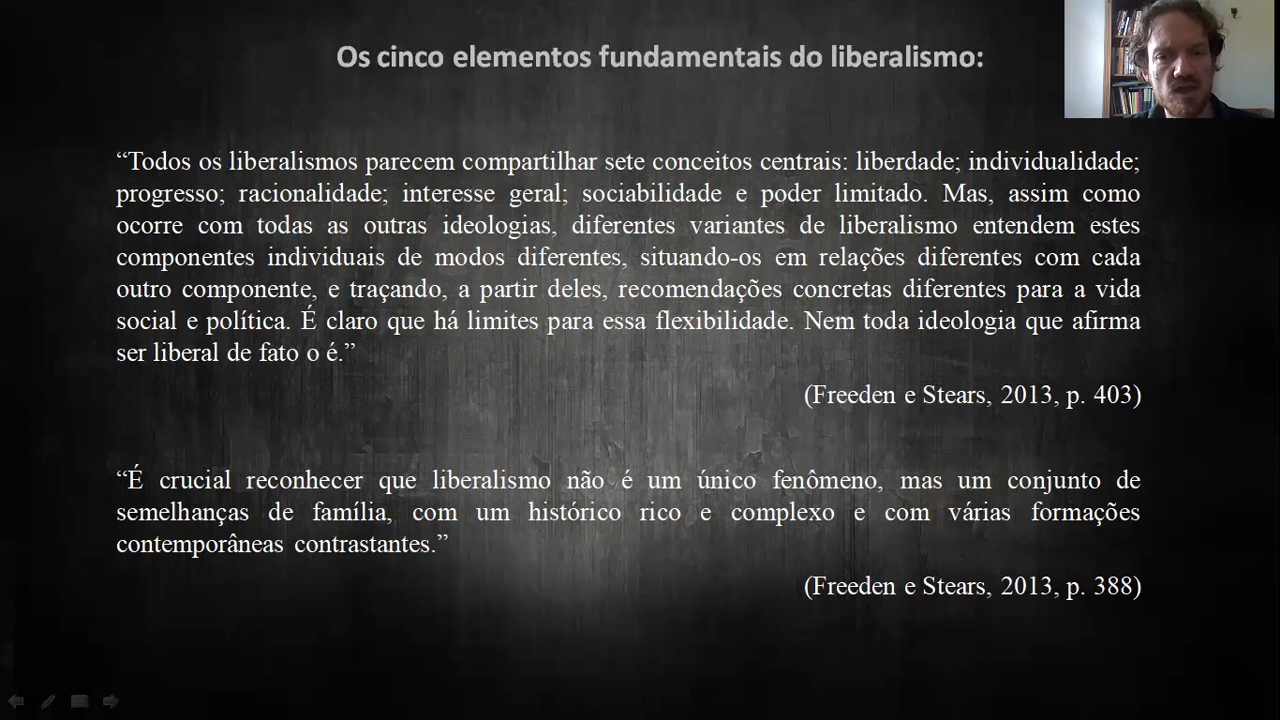 Os cinco elementos fundamentais do liberalismo:
“Todos os liberalismos parecem compartilhar sete conceitos centrais: liberdade; individualidade;
progresso; racionalidade; interesse geral; sociabilidade e poder limitado. Mas, assim como
ocorre com todas as outras ideologias, diferentes variantes de liberalismo entendem estes
componentes individuais de modos diferentes, situando-os em relações diferentes com cada
outro componente, e traçando, a partir deles, recomendações concretas diferentes para a vida
social e política. É claro que há limites para essa flexibilidade. Nem toda ideologia que afirma
ser liberal de fato o é.”
(Freeden e Stears, 2013, p. 403)
“É crucial reconhecer que liberalismo não é um único fenômeno, mas um conjunto de
semelhanças de família, com um histórico rico e complexo e com várias formações
contemporâneas contrastantes.”
(Freeden e Stears, 2013, p. 388)